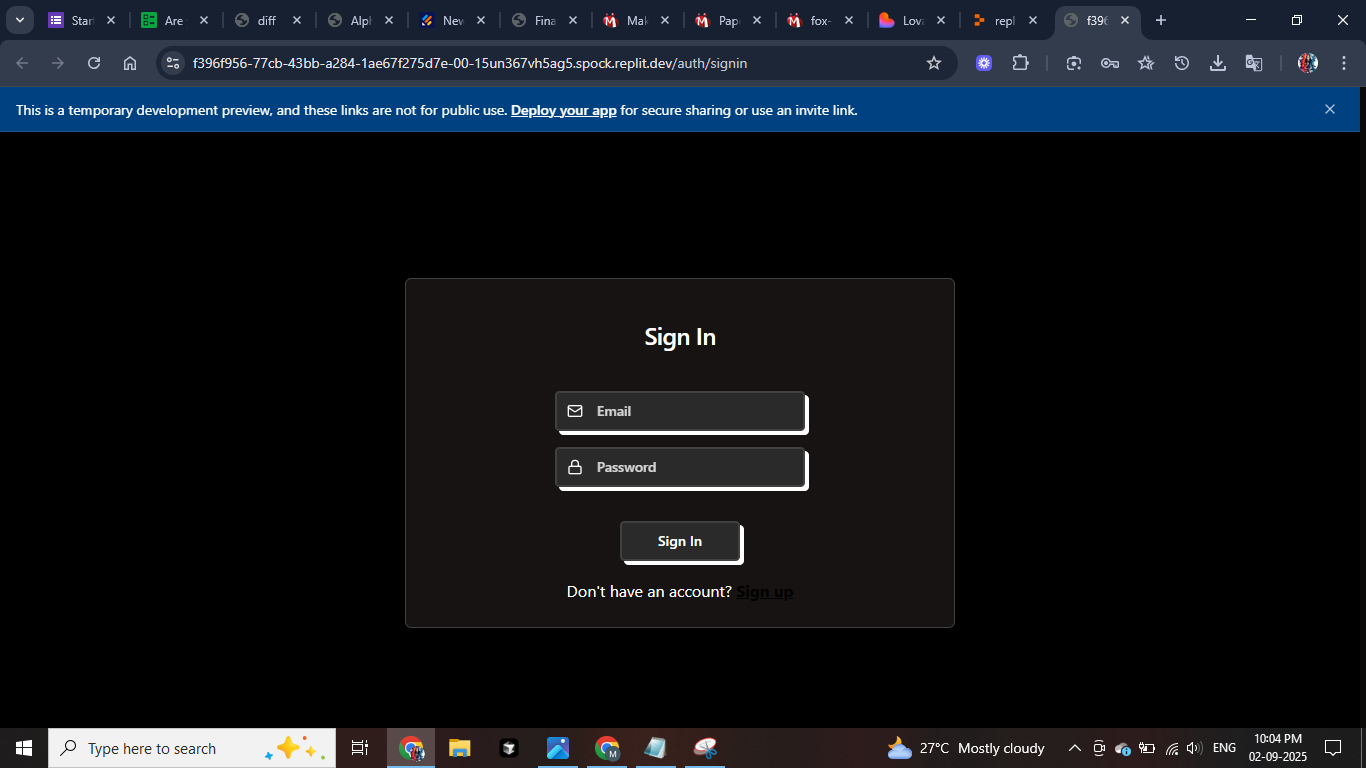 Start
Are
diff
Alph
New
Fina
Mak
Pap
fox-
Lova
repl
f396
f396f956-77cb-43bb-a284-1ae67f275d7e-00-15un367vh5ag5.spock.replit.dev/auth/signin
This is a temporary development preview, and these links are not for public use. Deploy your app for secure sharing or use an invite link.
Sign In
Email
Password
Sign In
Don't have an account? Sign up
Type here to search
M
27°C Mostly cloudy
ENG
10:04 PM
02-09-2025